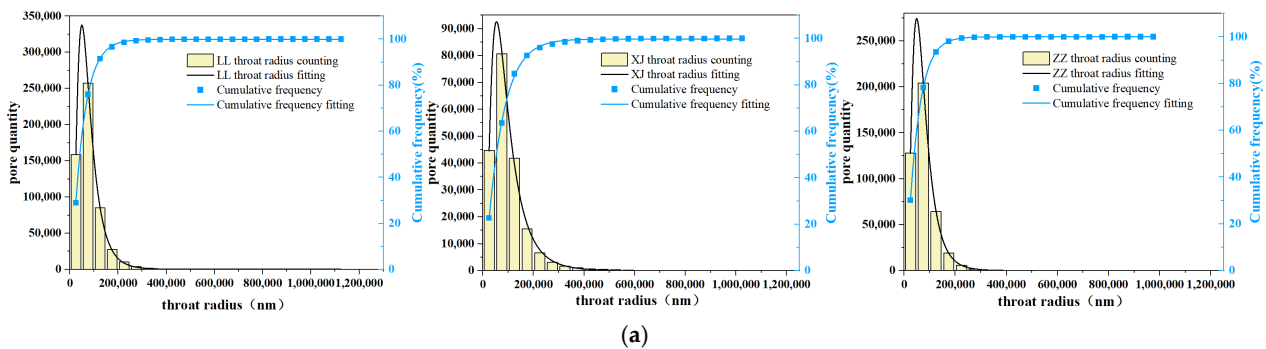 350,000
300,000
250,000
200,000
150,000
100,000
50,000
0
pore quantity
LL throat radius counting
LL throat radius fitting
Cumulative frequency
Cumulative frequency fitting
100
80
60
40
20
0
Cumulative frequency(%)
0 200,000 400,000 600,000 800,000 1,000,000 1,200,000
throat radius（nm）
90,000
80,000
70,000
60,000
50,000
40,000
30,000
20,000
10,000
0
pore quantity
XJ throat radius counting
XJ throat radius fitting
Cumulative frequency
Cumulative frequency fitting
100
80
60
40
20
0
Cumulative frequency(%)
0 200,000 400,000 600,000 800,000 1,000,000 1,200,000
throat radius（nm）
250,000
200,000
150,000
100,000
50,000
0
pore quantity
ZZ throat radius counting
ZZ throat radius fitting
Cumulative frequency
Cumulative frequency fitting
100
80
60
40
20
0
Cumulative frequency(%)
0 200,000 400,000 600,000 800,000 1,000,000 1,200,000
throat radius（nm）
(a)